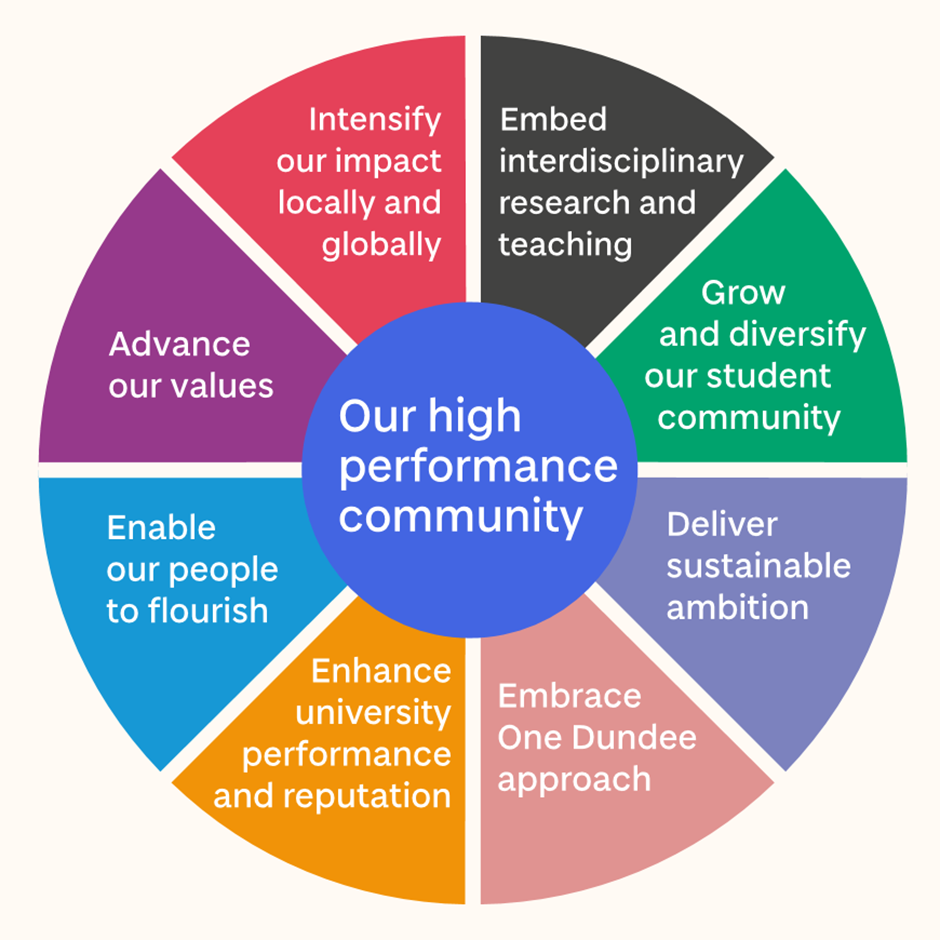 Intensify
our impact
locally and
globally
Embed
interdisciplinary
research and
teaching
Grow
and diversify
our student
community
Deliver
sustainable
ambition
Embrace
One Dundee
approach
Enhance
university
performance
and reputation
Enable
our people
to flourish
Advance
our values
Our high
performance
community